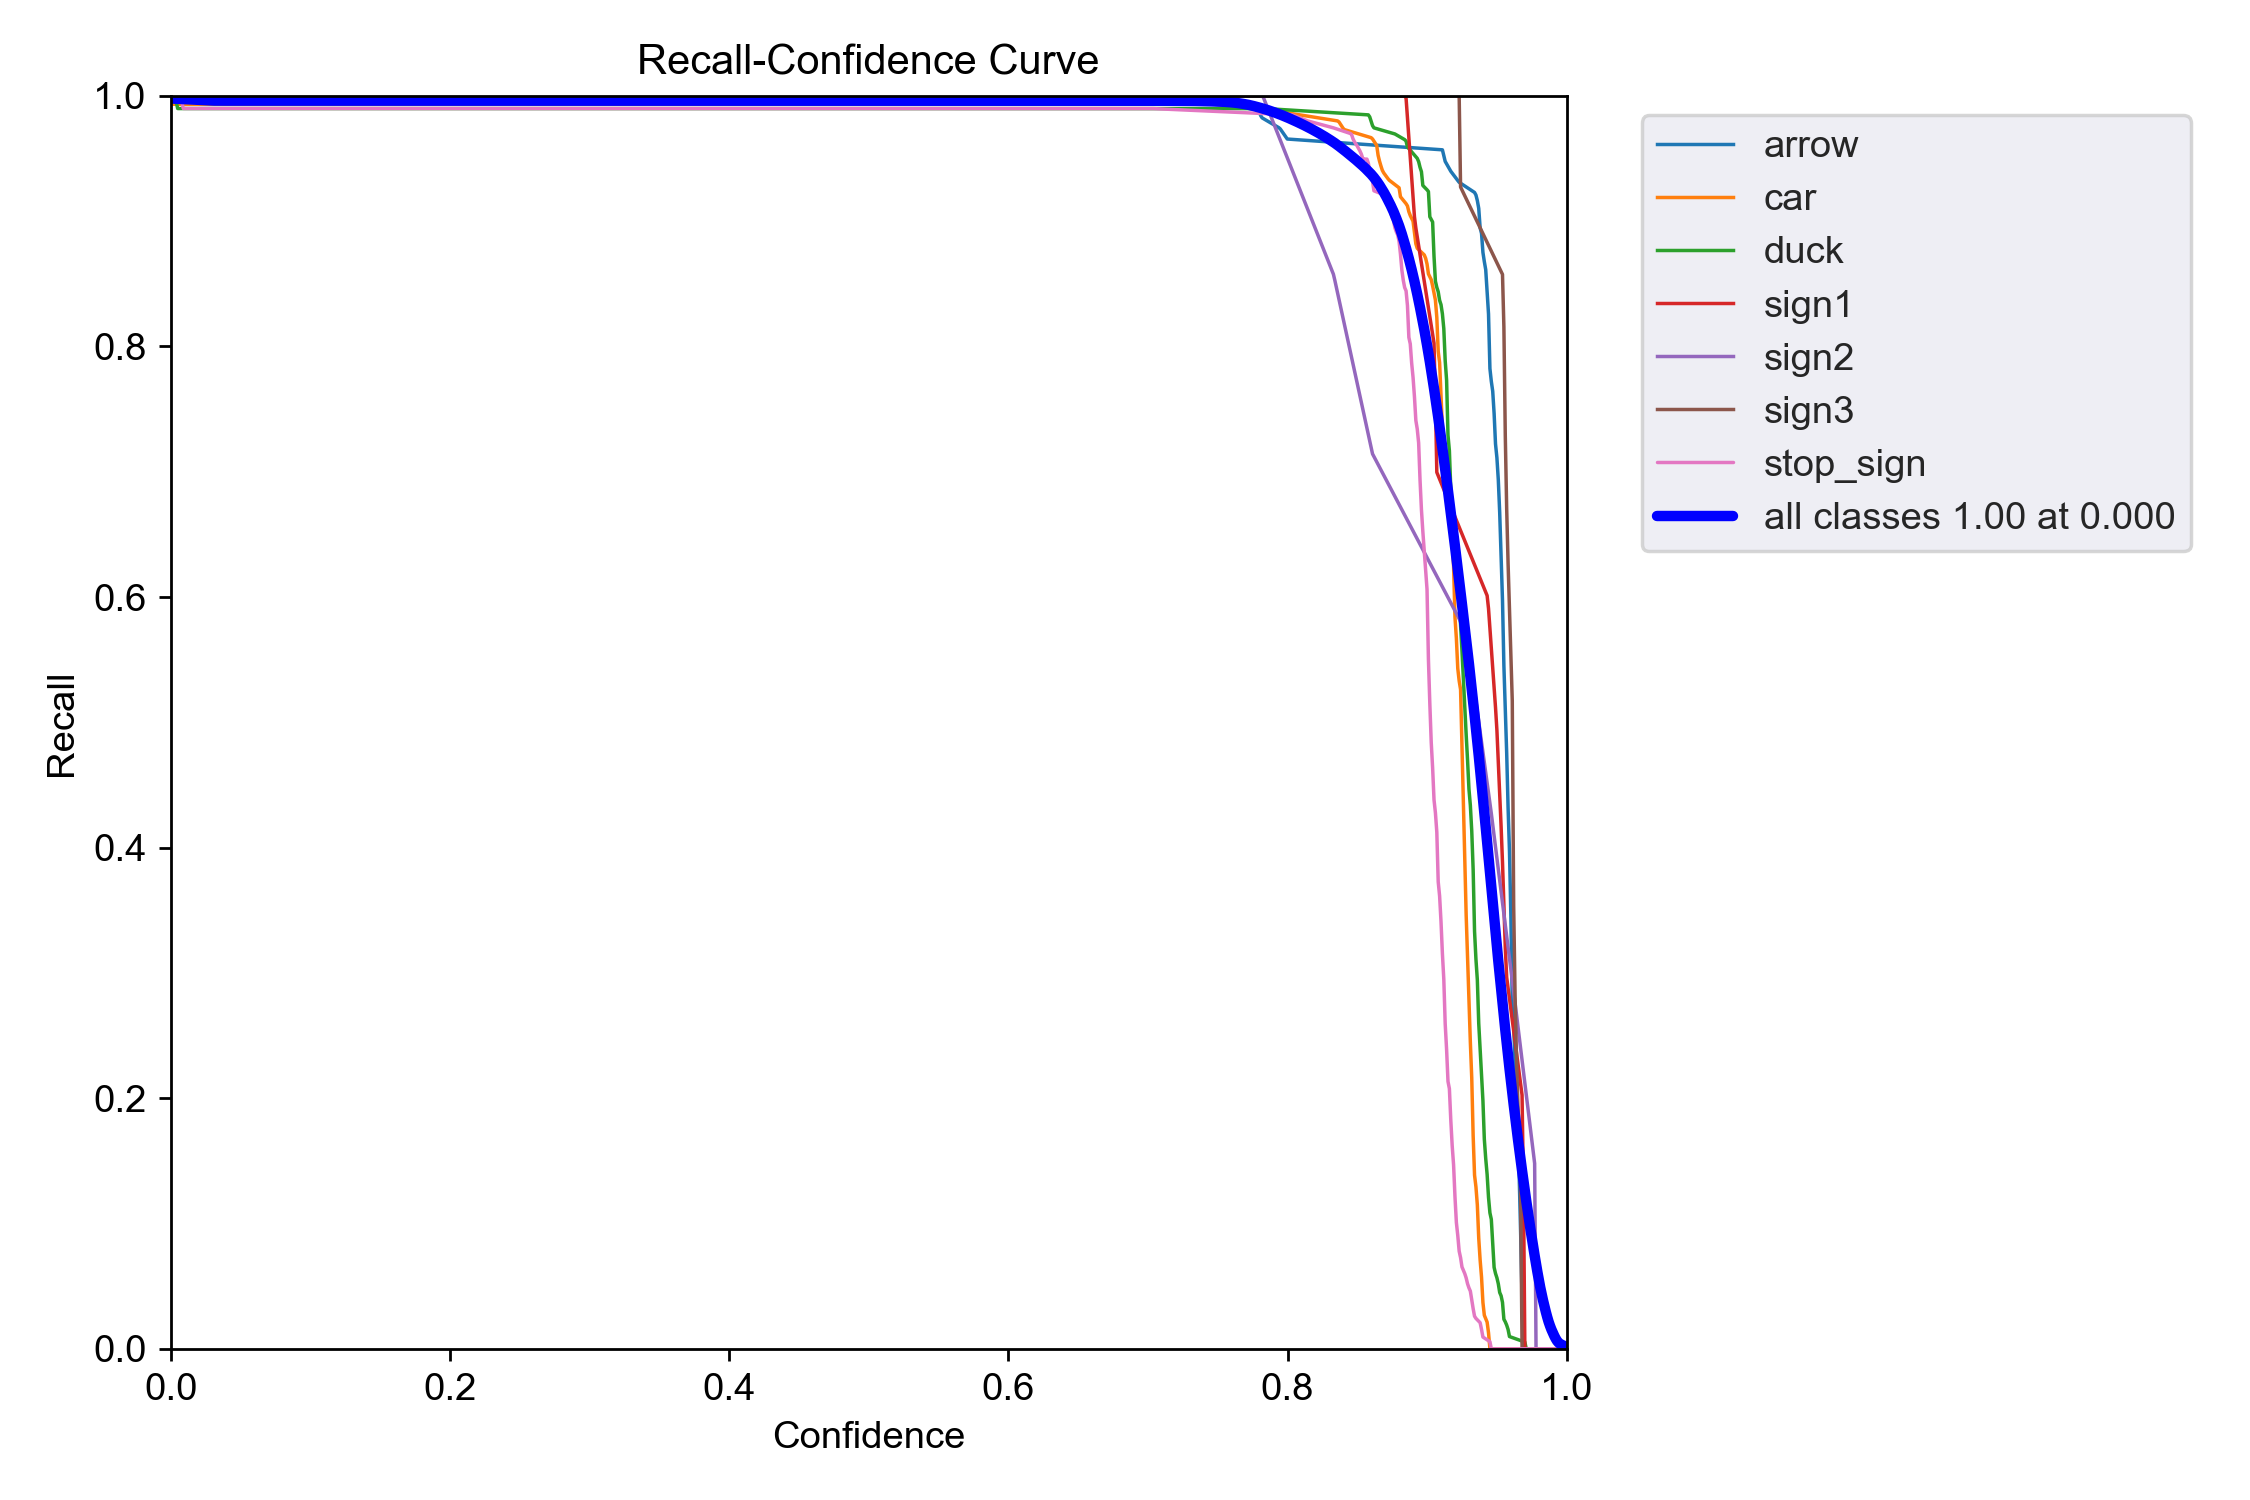 Recall-Confidence Curve
1.0
0.8
0.6
0.4
0.2
0.0
Recall
0.0 0.2 0.4 0.6 0.8 1.0
Confidence
arrow
car
duck
sign1
sign2
sign3
stop_sign
all classes 1.00 at 0.000